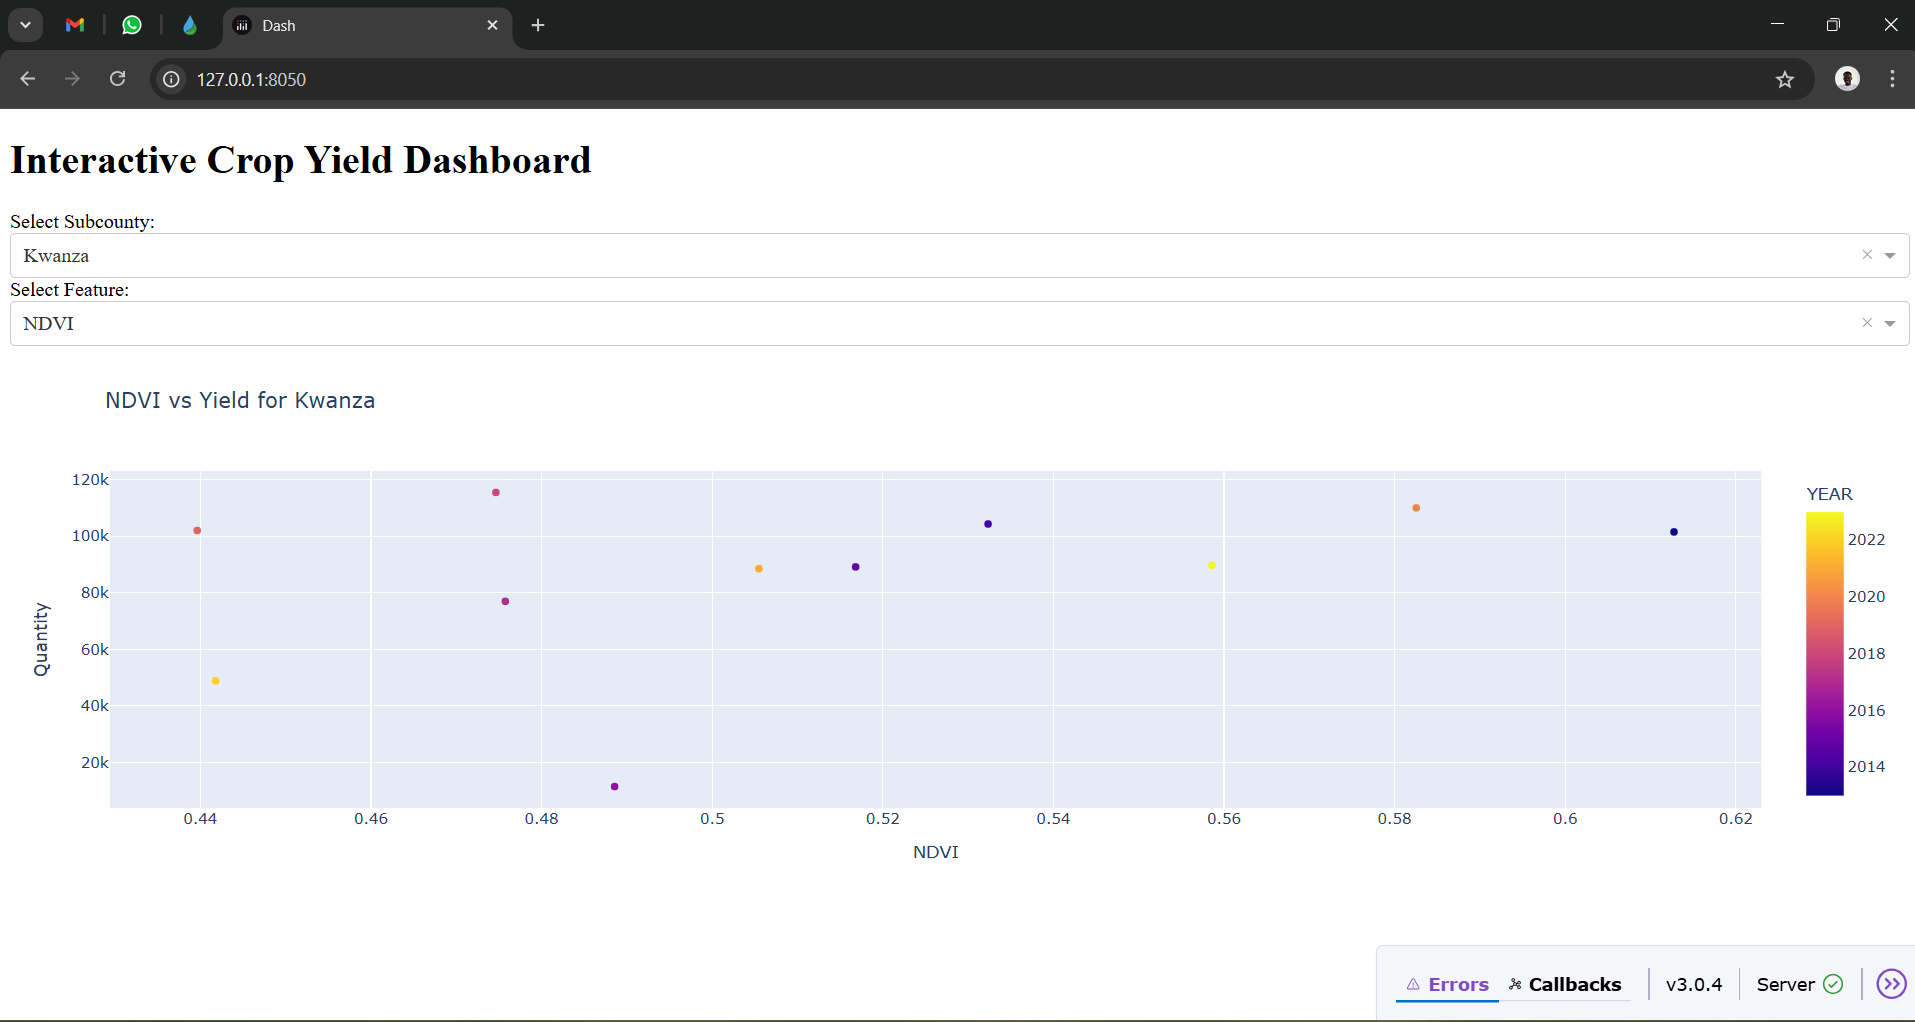 Dash
127.0.0.1:8050
Interactive Crop Yield Dashboard
Select Subcounty:
Kwanza
Select Feature:
NDVI
NDVI vs Yield for Kwanza
120k
100k
80k
60k
40k
20k
Quantity
0.44 0.46 0.48 0.5 0.52 0.54 0.56 0.58 0.6 0.62
NDVI
YEAR
2022
2020
2018
2016
2014
Errors Callbacks v3.0.4 Server